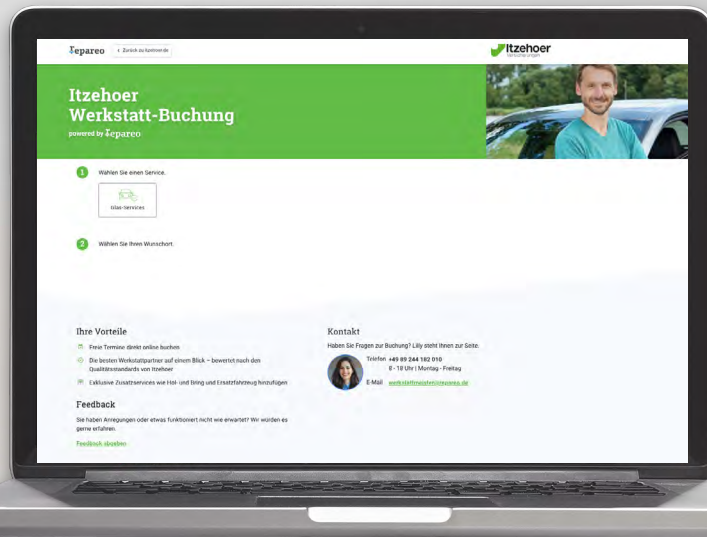 repareo
Zurück zu
Itzehoer
Versicherungen
Itzehoer
Werkstatt-Buchung
powered by repareo
1
Wählen Sie einen Service.
Glas-Services
2
Wählen Sie Ihren Wunschort.
Ihre Vorteile
Freie Termine direkt online buchen
Die besten Werkstattpartner auf einem Blick – bewertet nach den
Qualitätsstandards von Itzehoer
Exklusive Zusatzservices wie Hol- und Bring und Ersatzfahrzeug hinzufügen
Feedback
Sie haben Anregungen oder etwas funktioniert nicht wie erwartet? Wir würden es
gerne erfahren.
Feedback abgeben
Kontakt
Haben Sie Fragen zur Buchung? Lilly steht Ihnen zur Seite.
Telefon +49 89 244 182 010
8 - 18 Uhr | Montag - Freitag
E-Mail